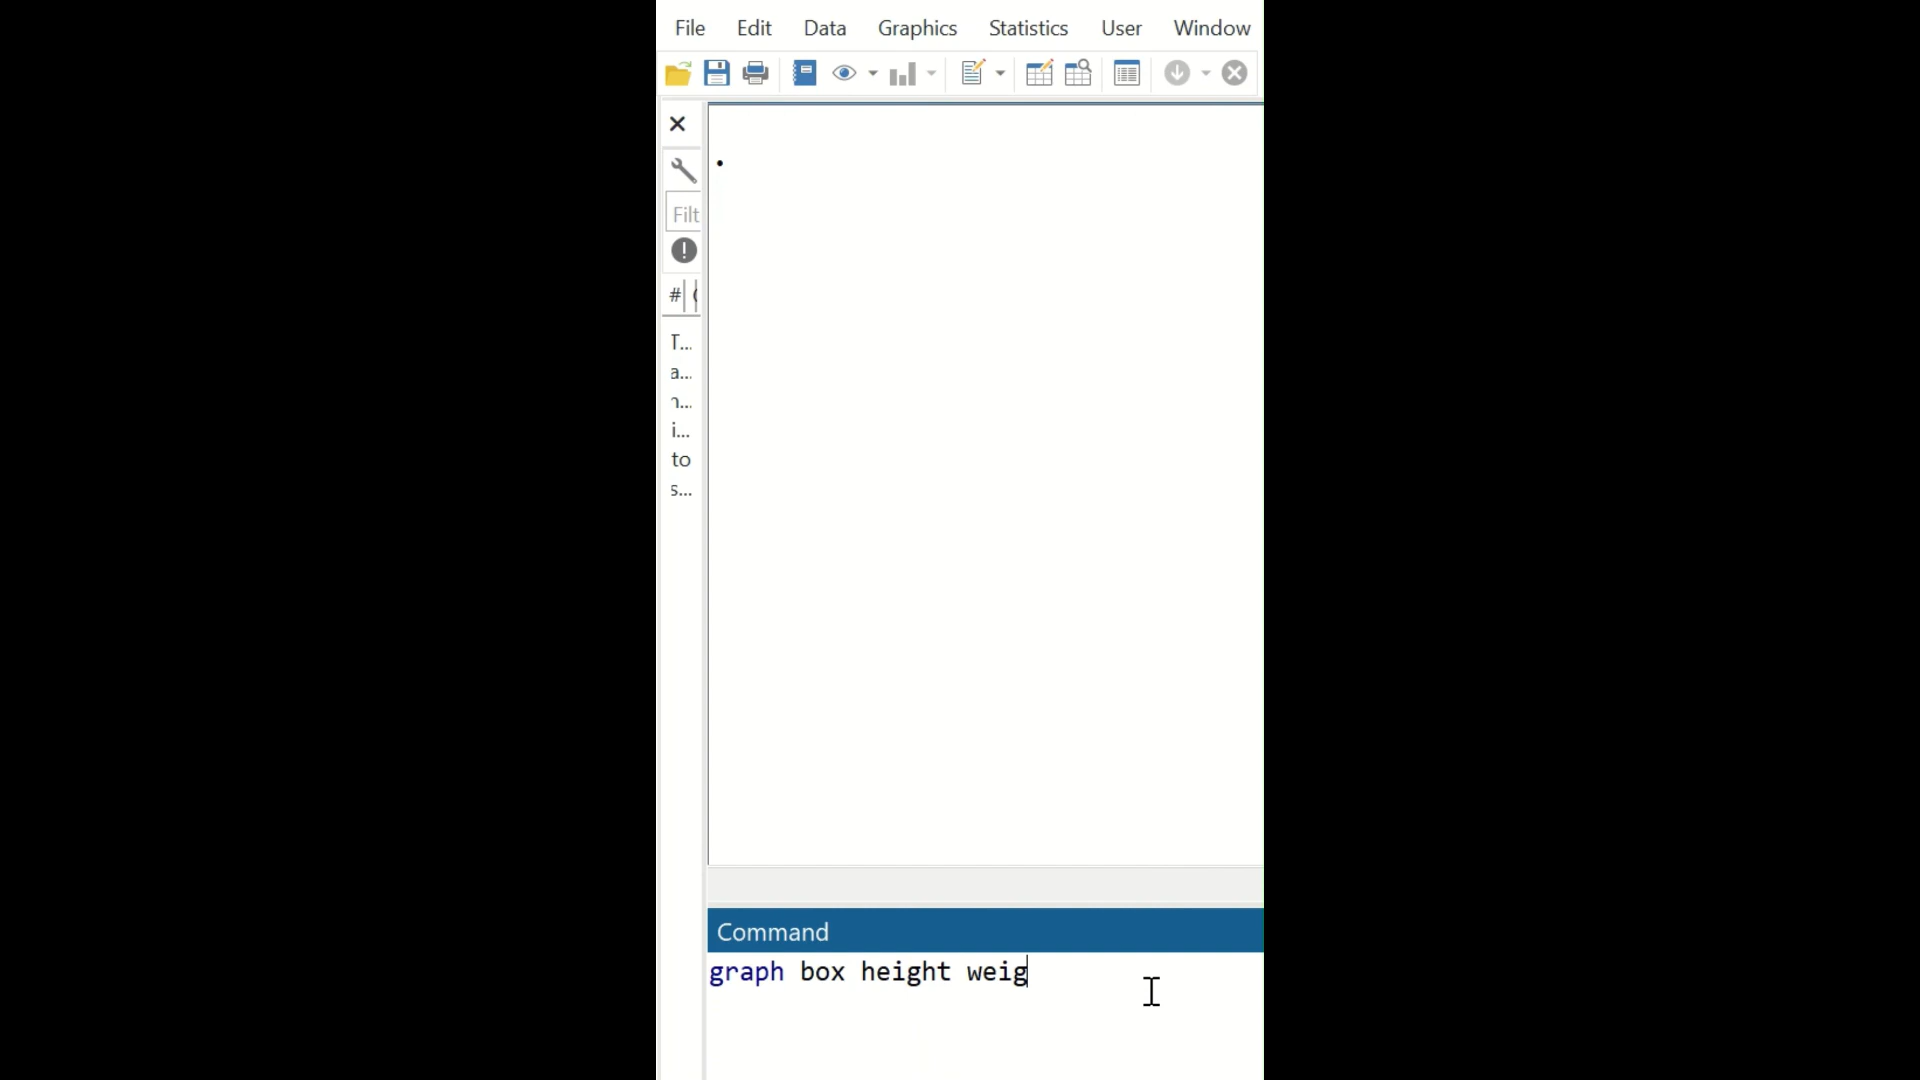 File Edit Data Graphics Statistics User Window
Filt
#
T...
a...
i...
to
s...
Command
graph box height weig